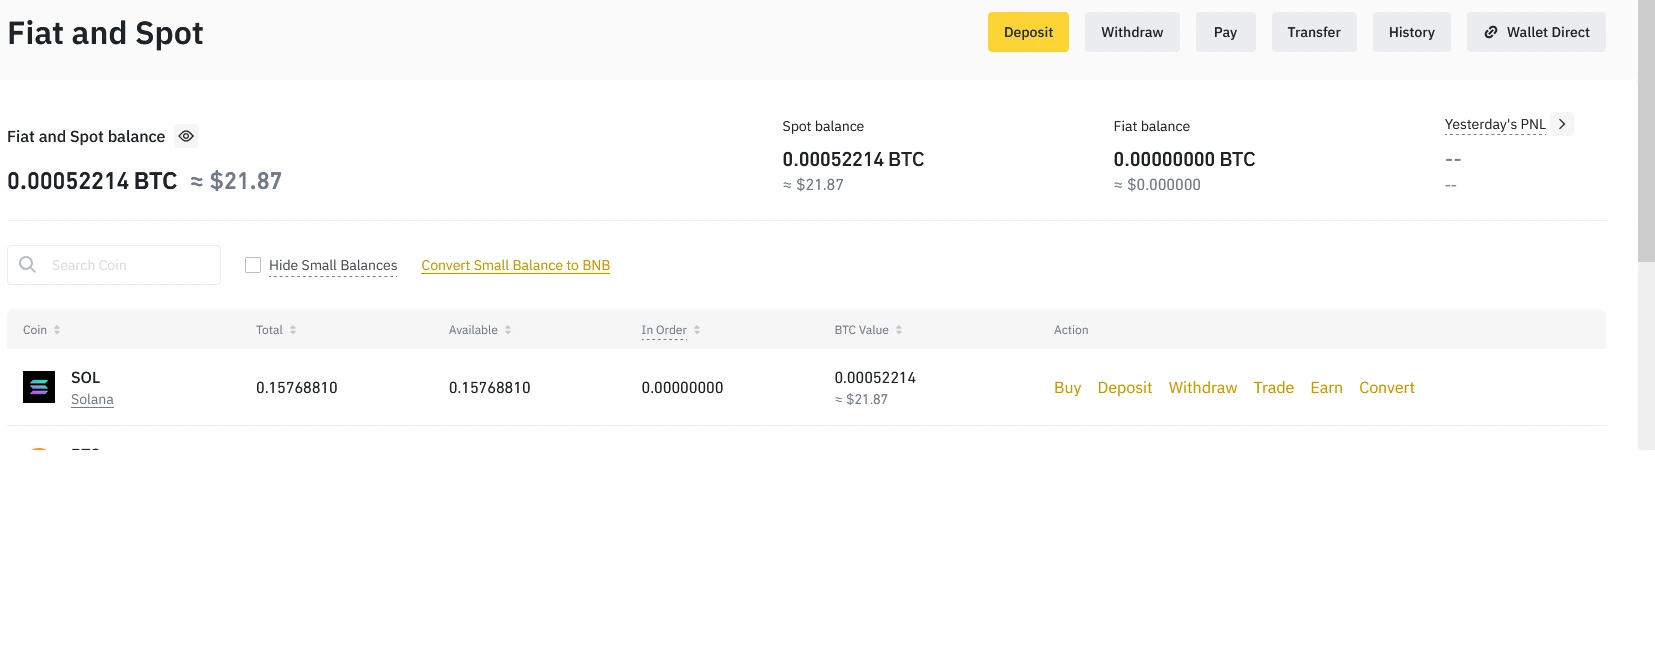 Fiat and Spot
Deposit Withdraw Pay Transfer History Wallet Direct
Fiat and Spot balance
0.00052214 BTC ≈ $21.87
Spot balance
0.00052214 BTC
≈ $21.87
Fiat balance
0.00000000 BTC
≈ $0.000000
Yesterday's PNL
--
--
Search Coin Hide Small Balances Convert Small Balance to BNB
Coin Total Available In Order BTC Value Action
SOL
Solana
0.15768810 0.15768810 0.00000000
0.00052214
≈ $21.87
Buy Deposit Withdraw Trade Earn Convert